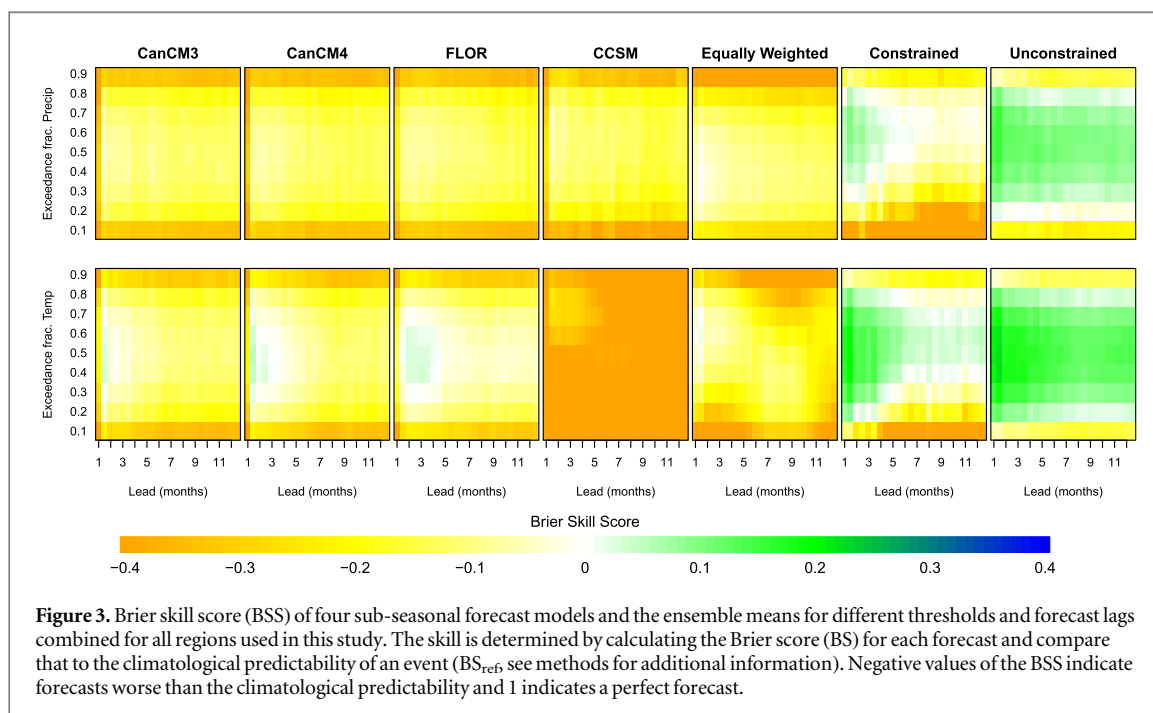 CanCM3 CanCM4 FLOR CCSM Equally Weighted Constrained Unconstrained
Exceedance frac. Precip
0.9
0.8
0.7
0.6
0.5
0.4
0.3
0.2
0.1
Exceedance frac. Temp
0.9
0.8
0.7
0.6
0.5
0.4
0.3
0.2
0.1
1 3 5 7 9 11 1 3 5 7 9 11 1 3 5 7 9 11 1 3 5 7 9 11 1 3 5 7 9 11 1 3 5 7 9 11 1 3 5 7 9 11
Lead (months) Lead (months) Lead (months) Lead (months) Lead (months) Lead (months) Lead (months)
Brier Skill Score
−0.4 −0.3 −0.2 −0.1 0 0.1 0.2 0.3 0.4
Figure 3. Brier skill score (BSS) of four sub-seasonal forecast models and the ensemble means for different thresholds and forecast lags
combined for all regions used in this study. The skill is determined by calculating the Brier score (BS) for each forecast and compare
that to the climatological predictability of an event (BSref, see methods for additional information). Negative values of the BSS indicate
forecasts worse than the climatological predictability and 1 indicates a perfect forecast.